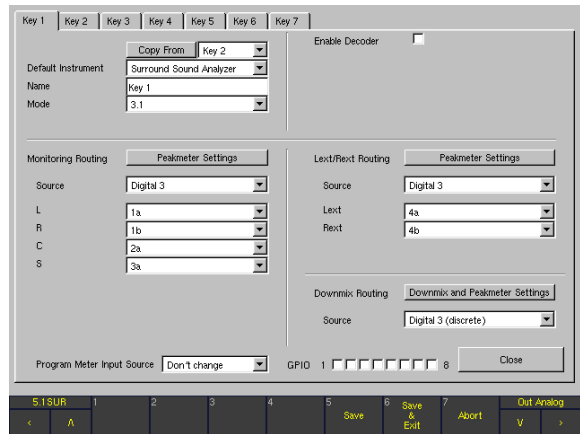 Key 1 Key 2 Key 3 Key 4 Key 5 Key 6 Key 7
Copy From Key 2
Enable Decoder
Default Instrument Surround Sound Analyzer
Name Key 1
Mode 3.1
Monitoring Routing Peakmeter Settings
Lext/Rext Routing Peakmeter Settings
Source Digital 3
Source Digital 3
L 1a
Lext 4a
R 1b
Rext 4b
C 2a
S 3a
Downmix Routing Downmix and Peakmeter Settings
Source Digital 3 (discrete)
Program Meter Input Source Don't change
GPIO 1 8
Close
5.1SUR 1 2 3 4 5 6 7 Out Analog
< Λ Save Save & Exit Abort V >